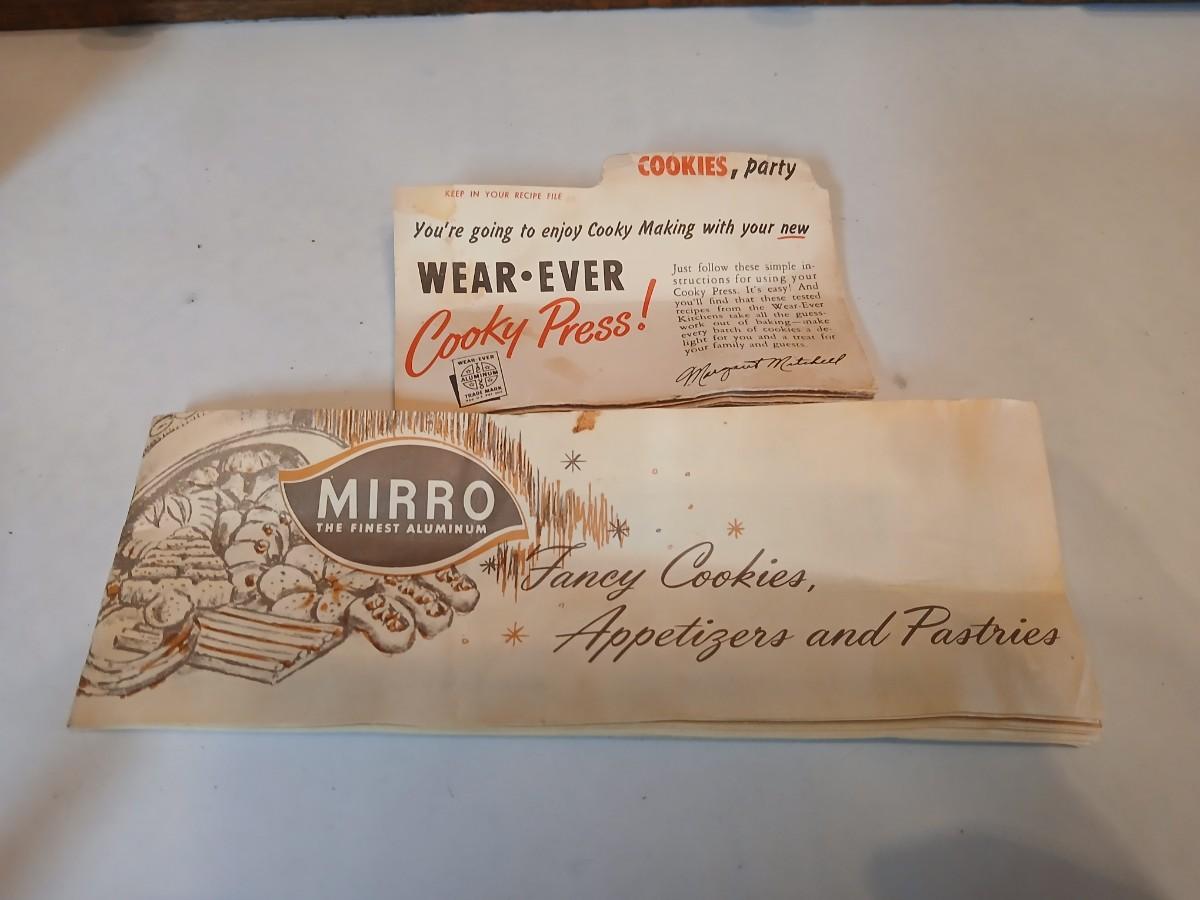 COOKIES, party
KEEP IN YOUR RECIPE FILE
You're going to enjoy Cooky Making with your new
WEAR•EVER
Cooky Press!
Just follow these simple in-
structions for using your
Cooky Press. It's easy! And
you'll find that these tested
recipes from the Wear-Ever
Kitchens take all the guess-
work out of baking—make
every batch of cookies a de-
light for you and a treat for
your family and guests.
Margaret Mitchell
WEAR-EVER
ALUMINUM
TRADE MARK
MIRRO
THE FINEST ALUMINUM
Fancy Cookies,
Appetizers and Pastries